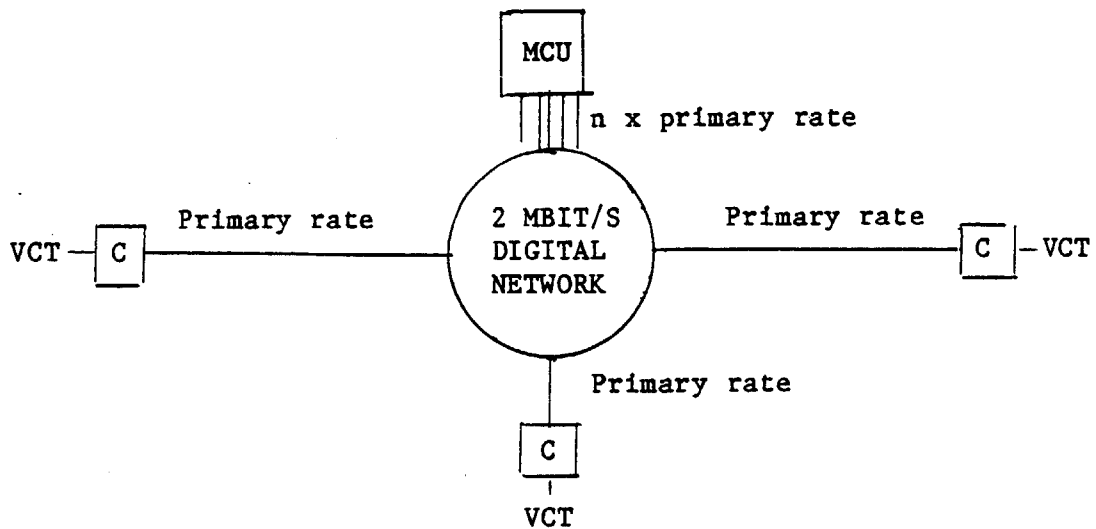 MCU
n x primary rate
Primary rate
2 MBIT/S
DIGITAL
NETWORK
Primary rate
VCT
C
C
VCT
Primary rate
C
VCT